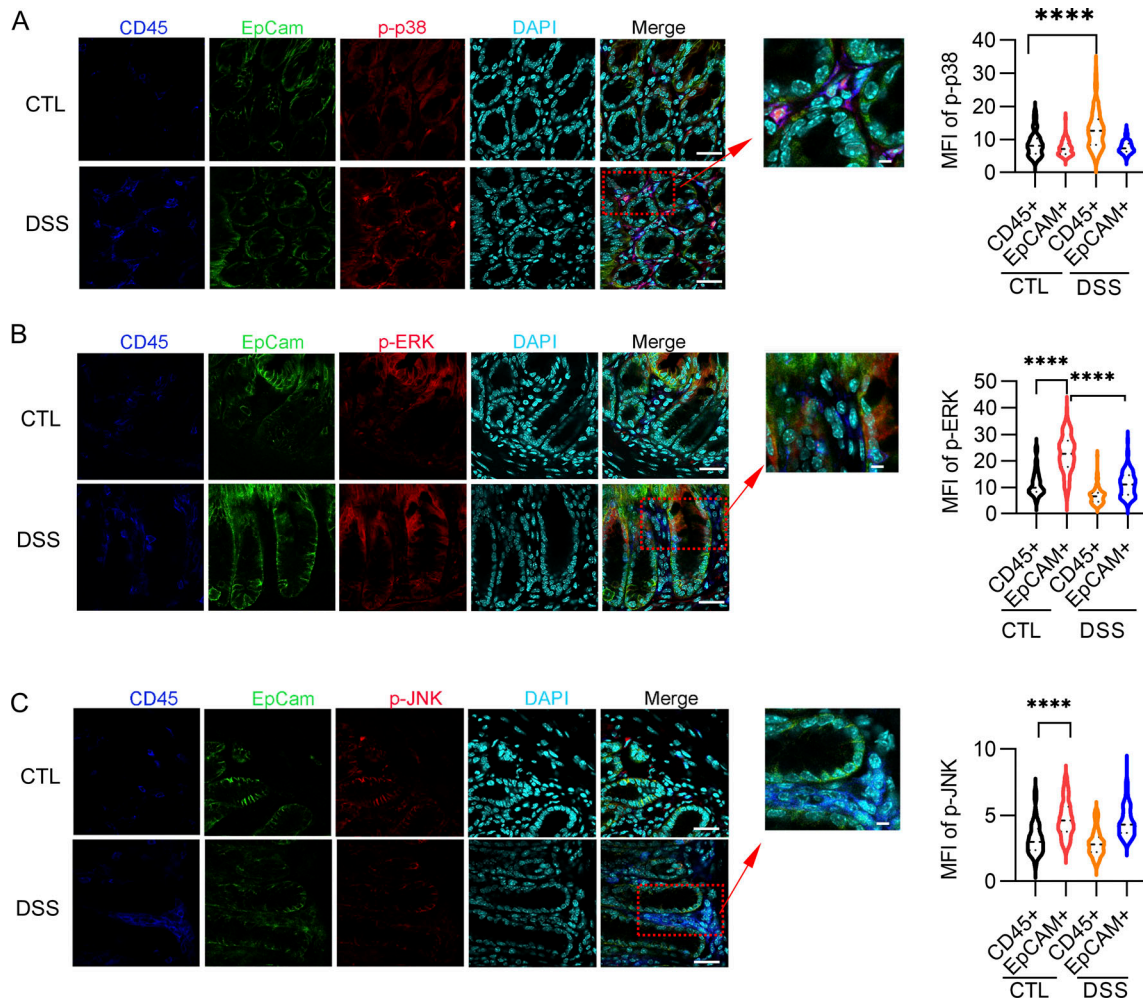 A
CD45 EpCam p-p38 DAPI Merge
CTL
DSS
****
MFI of p-p38
40
30
20
10
0
CD45+
EpCAM+
CD45+
EpCAM+
CTL DSS
B
CD45 EpCam p-ERK DAPI Merge
CTL
DSS
**** ****
MFI of p-ERK
50
40
30
20
10
0
CD45+
EpCAM+
CD45+
EpCAM+
CTL DSS
C
CD45 EpCam p-JNK DAPI Merge
CTL
DSS
****
MFI of p-JNK
10
5
0
CD45+
EpCAM+
CD45+
EpCAM+
CTL DSS